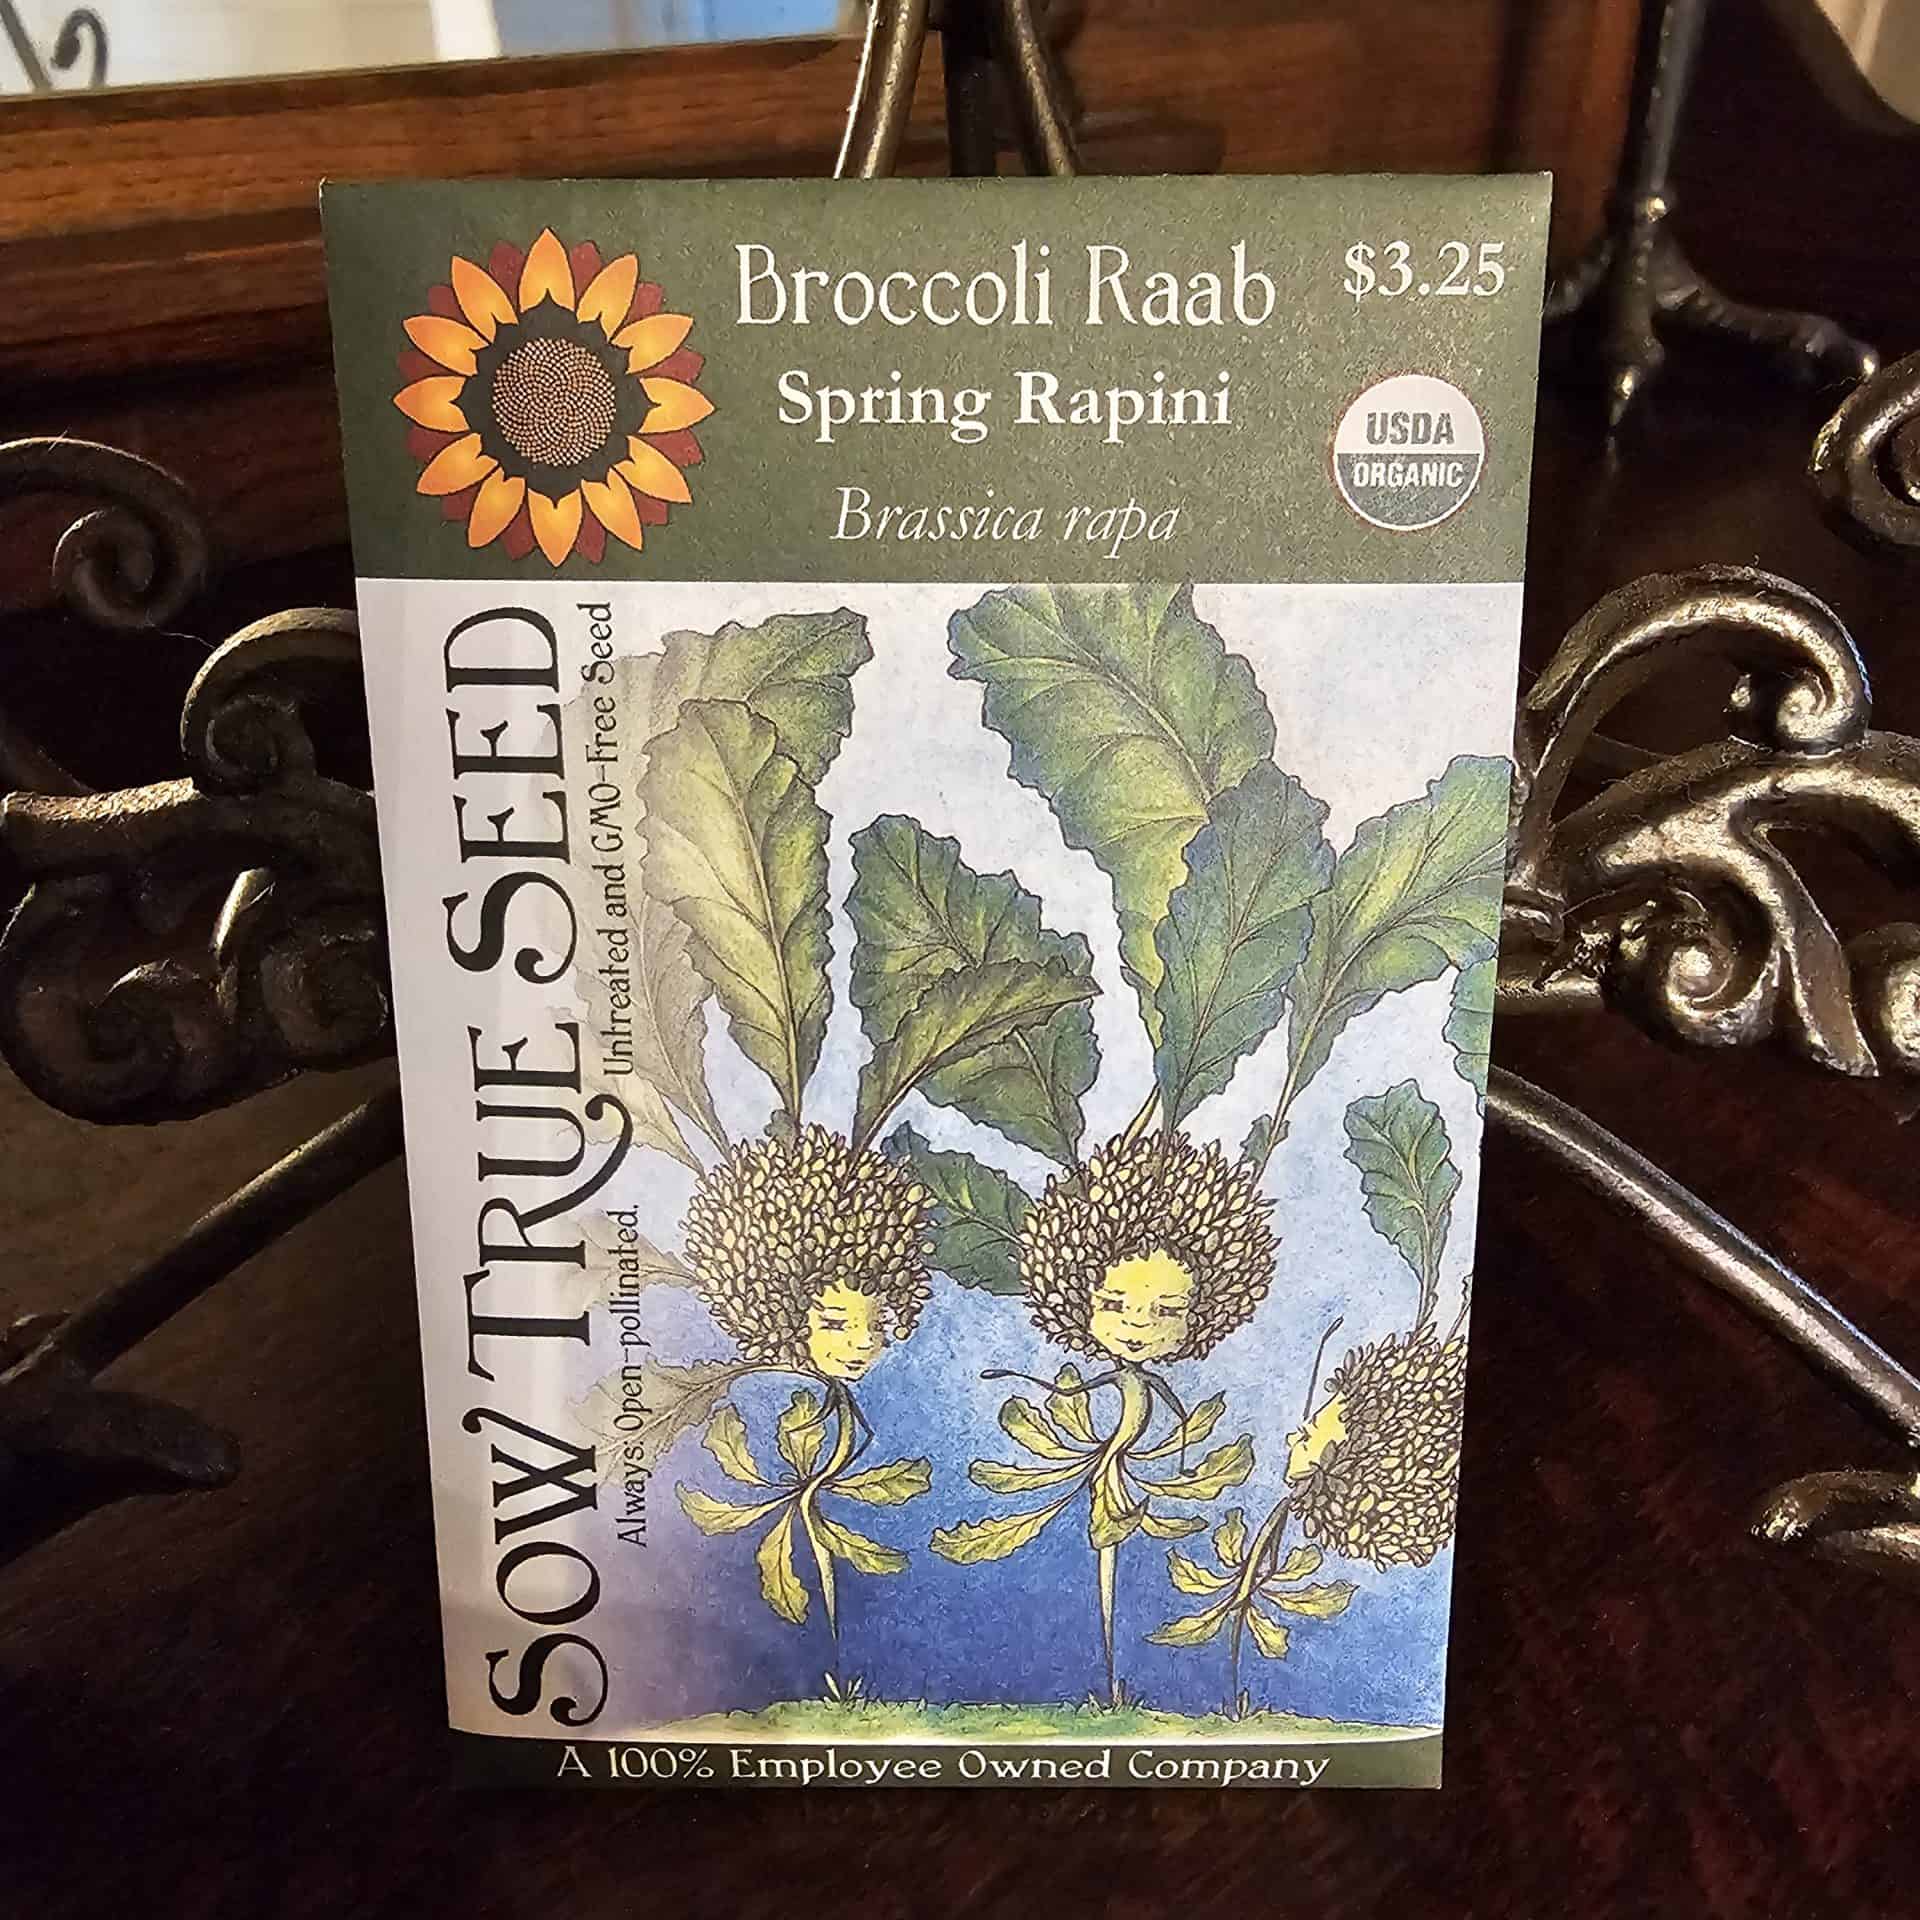 Broccoli Raab
$3.25
Spring Rapini
Brassica rapa
USDA
ORGANIC
SOW TRUE SEED
Always: Open-pollinated, Untreated and GMO-Free Seed
A 100% Employee Owned Company